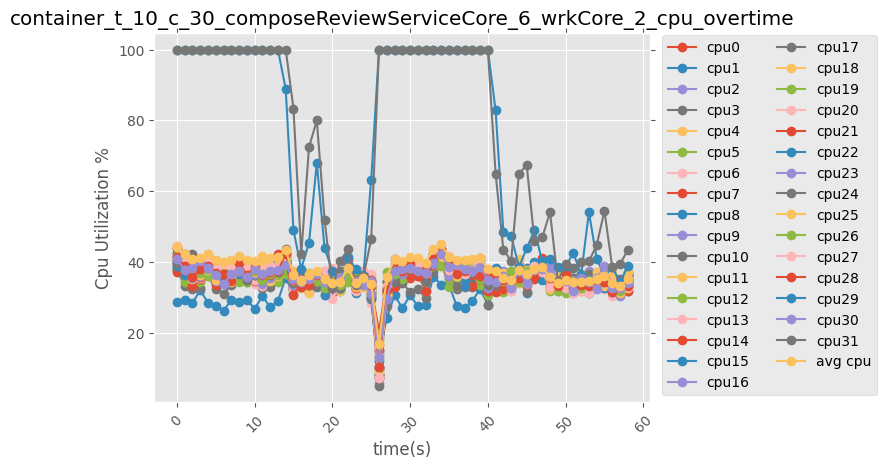 container_t_10_c_30_composeReviewServiceCore_6_wrkCore_2_cpu_overtime
100
80
60
40
20
Cpu Utilization %
0
10
20
30
40
50
60
time(s)
cpu0
cpu1
cpu2
cpu3
cpu4
cpu5
cpu6
cpu7
cpu8
cpu9
cpu10
cpu11
cpu12
cpu13
cpu14
cpu15
cpu16
cpu17
cpu18
cpu19
cpu20
cpu21
cpu22
cpu23
cpu24
cpu25
cpu26
cpu27
cpu28
cpu29
cpu30
cpu31
avg cpu